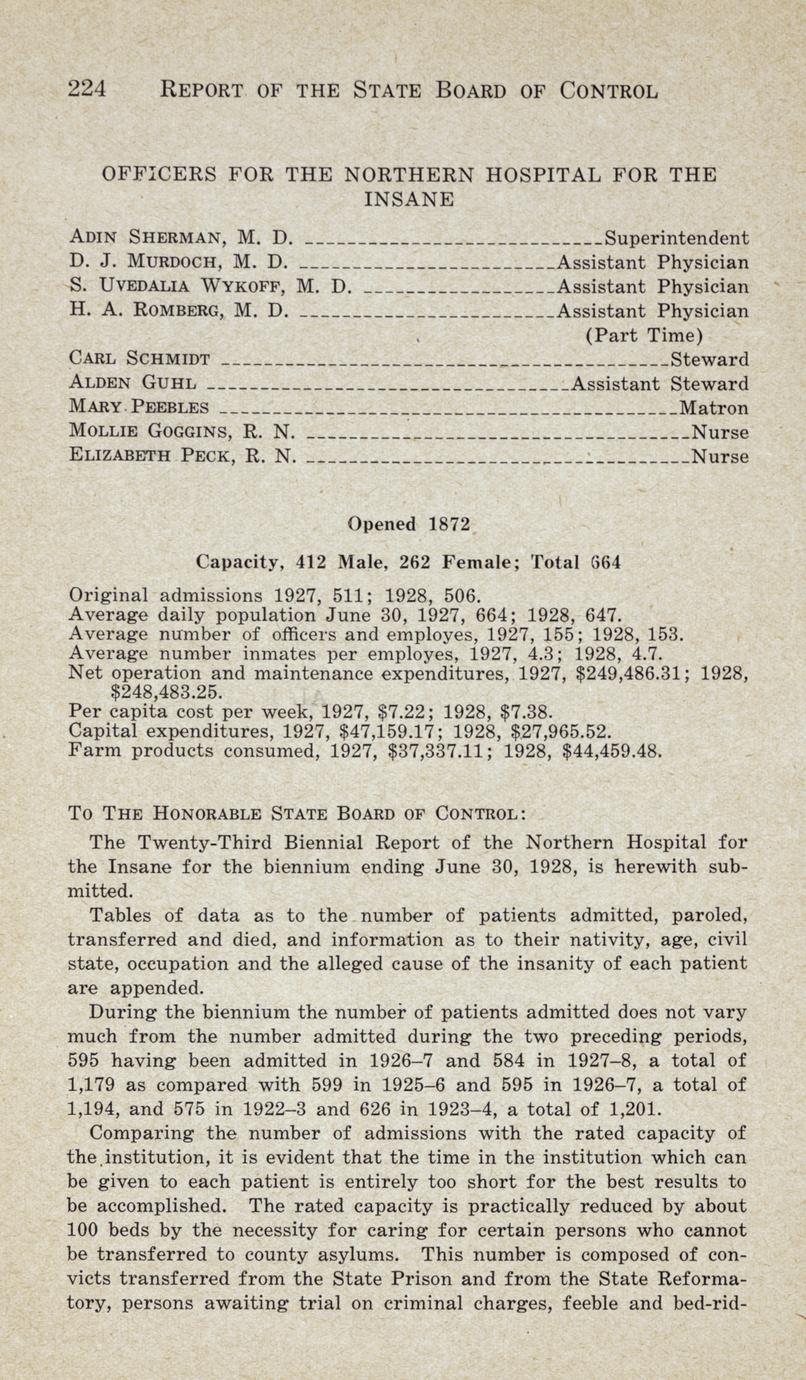 224 REPORT OF THE STATE BOARD OF CONTROL
OFFICERS FOR THE NORTHERN HOSPITAL FOR THE
INSANE
ADIN SHERMAN, M. D. ____________________________Superintendent
D. J. MURDOCH, M. D. ________________________Assistant Physician
S. UVEDALIA WYKOFF, M. D. __________________Assistant Physician
H. A. ROMBERG, M. D. ________________________Assistant Physician
(Part Time)
CARL SCHMIDT __________________________________________Steward
ALDEN GUHL __________________________________Assistant Steward
MARY PEEBLES ___________________________________________Matron
MOLLIE GOGGINS, R. N. ____________________________________Nurse
ELIZABETH PECK, R. N. ____________________________________Nurse
Opened 1872
Capacity, 412 Male, 262 Female; Total 664
Original admissions 1927, 511; 1928, 506.
Average daily population June 30, 1927, 664; 1928, 647.
Average number of officers and employes, 1927, 155; 1928, 153.
Average number inmates per employes, 1927, 4.3; 1928, 4.7.
Net operation and maintenance expenditures, 1927, $249,486.31; 1928,
$248,483.25.
Per capita cost per week, 1927, $7.22; 1928, $7.38.
Capital expenditures, 1927, $47,159.17; 1928, $27,965.52.
Farm products consumed, 1927, $37,337.11; 1928, $44,459.48.
TO THE HONORABLE STATE BOARD OF CONTROL:
The Twenty-Third Biennial Report of the Northern Hospital for
the Insane for the biennium ending June 30, 1928, is herewith sub-
mitted.
Tables of data as to the number of patients admitted, paroled,
transferred and died, and information as to their nativity, age, civil
state, occupation and the alleged cause of the insanity of each patient
are appended.
During the biennium the number of patients admitted does not vary
much from the number admitted during the two preceding periods,
595 having been admitted in 1926–7 and 584 in 1927–8, a total of
1,179 as compared with 599 in 1925–6 and 595 in 1926–7, a total of
1,194, and 575 in 1922–3 and 626 in 1923–4, a total of 1,201.
Comparing the number of admissions with the rated capacity of
the institution, it is evident that the time in the institution which can
be given to each patient is entirely too short for the best results to
be accomplished. The rated capacity is practically reduced by about
100 beds by the necessity for caring for certain persons who cannot
be transferred to county asylums. This number is composed of con-
victs transferred from the State Prison and from the State Reforma-
tory, persons awaiting trial on criminal charges, feeble and bed-rid-